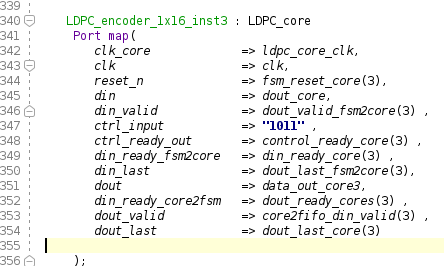 339
340 LDPC_encoder_1x16_inst3 : LDPC_core
341 Port map(
342 clk_core => ldpc_core_clk,
343 clk => clk,
344 reset_n => fsm_reset_core(3),
345 din => dout_core,
346 din_valid => dout_valid_fsm2core(3) ,
347 ctrl_input => "1011" ,
348 ctrl_ready_out => control_ready_core(3) ,
349 din_ready_fsm2core => din_ready_core(3) ,
350 din_last => dout_last_fsm2core(3),
351 dout => data_out_core3,
352 din_ready_core2fsm => dout_ready_cores(3) ,
353 dout_valid => core2fifo_din_valid(3) ,
354 dout_last => dout_last_core(3)
355
356 );